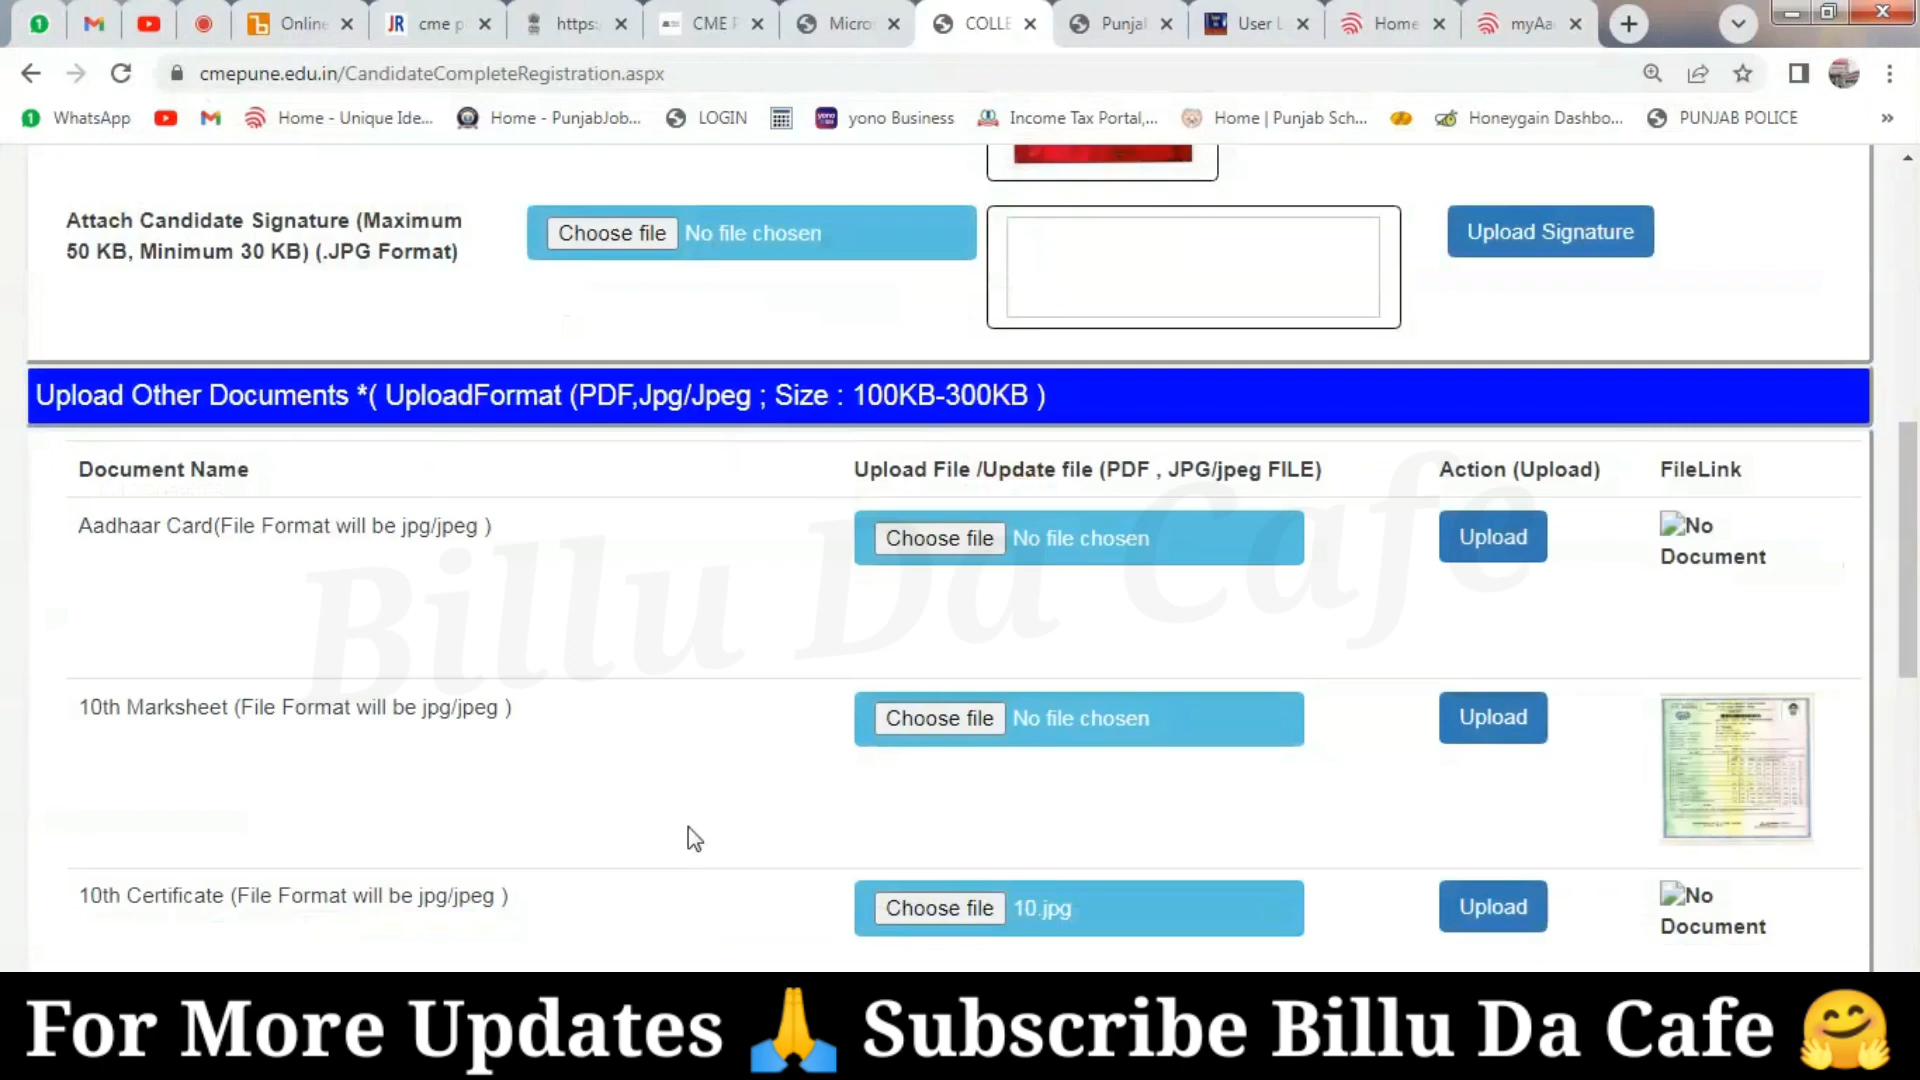 Online
cme p
https:
CME P
Micro
COLLE
Punjal
User L
Home
myAa
cmepune.edu.in/CandidateCompleteRegistration.aspx
WhatsApp
Home - Unique Ide...
Home - PunjabJob...
LOGIN
yono Business
Income Tax Portal,...
Home | Punjab Sch...
Honeygain Dashbo...
PUNJAB POLICE
»
Attach Candidate Signature (Maximum
50 KB, Minimum 30 KB) (.JPG Format)
Choose file No file chosen
Upload Signature
Upload Other Documents *( UploadFormat (PDF,Jpg/Jpeg ; Size : 100KB-300KB )
Document Name
Upload File /Update file (PDF , JPG/jpeg FILE)
Action (Upload)
FileLink
Aadhaar Card(File Format will be jpg/jpeg )
Choose file No file chosen
Upload
No
Document
Billu Da Cafe
10th Marksheet (File Format will be jpg/jpeg )
Choose file No file chosen
Upload
10th Certificate (File Format will be jpg/jpeg )
Choose file 10.jpg
Upload
No
Document
For More Updates 🙏 Subscribe Billu Da Cafe 🤗